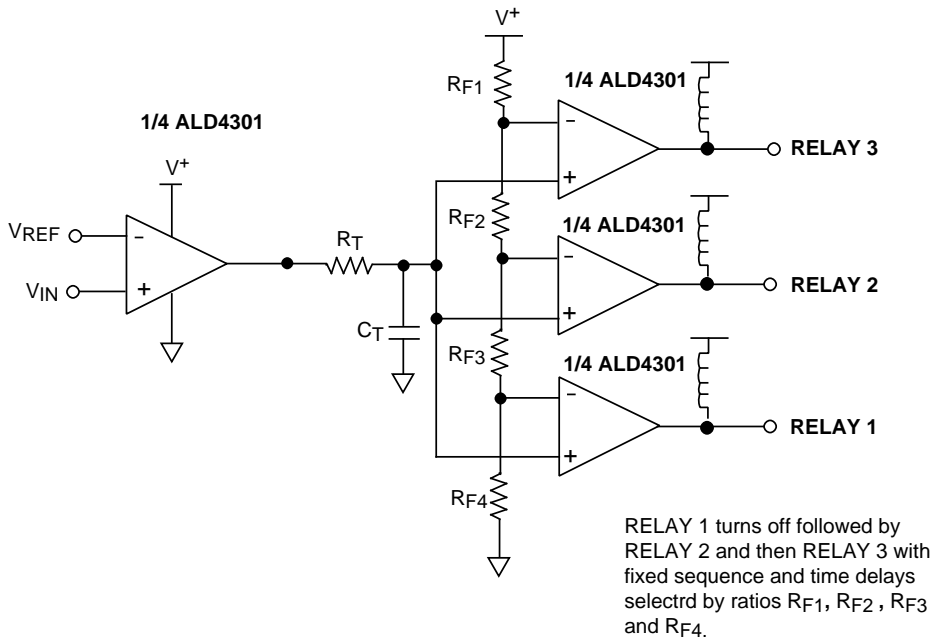 V+
RF1
1/4 ALD4301
1/4 ALD4301
V+
−
+
RELAY 3
RF2
1/4 ALD4301
VREF
−
RT
−
VIN
+
RELAY 2
+
CT
RF3
1/4 ALD4301
−
RELAY 1
+
RF4
RELAY 1 turns off followed by
RELAY 2 and then RELAY 3 with
fixed sequence and time delays
selectrd by ratios RF1, RF2 , RF3
and RF4.